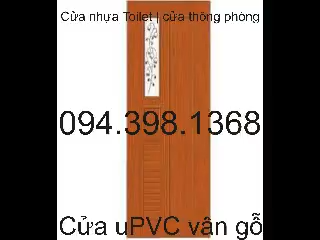 Cửa nhựa Toilet | cửa thông phòng
094.398.1368
Cửa uPVC vân gỗ